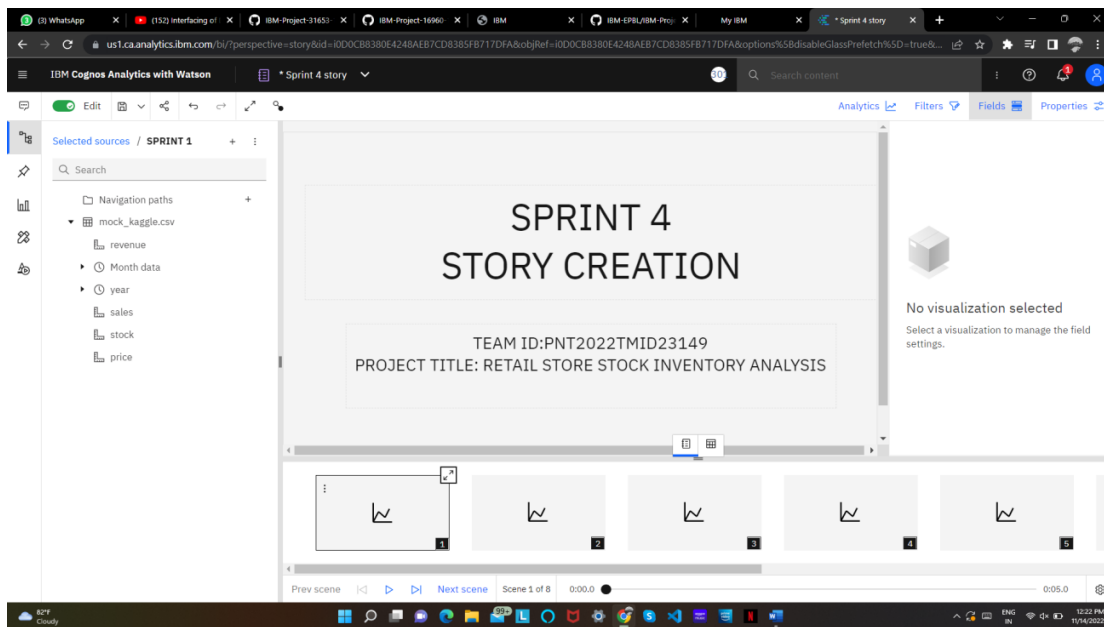 (3) WhatsApp
(152) Interfacing of
IBM-Project-31653-
IBM-Project-16960-
IBM
IBM-EPBL/IBM-Proje
My IBM
* Sprint 4 story
us1.ca.analytics.ibm.com/bi/?perspective=story&id=i0D0CB8380E4248AEB7CD8385FB717DFA&objRef=i0D0CB8380E4248AEB7CD8385FB717DFA&options%5BdisableGlassPrefetch%5D=true&...
IBM Cognos Analytics with Watson
* Sprint 4 story
Search content
Edit
Analytics
Filters
Fields
Properties
Selected sources / SPRINT 1
Search
Navigation paths
mock_kaggle.csv
revenue
Month data
year
sales
stock
price
SPRINT 4
STORY CREATION
TEAM ID:PNT2022TMID23149
PROJECT TITLE: RETAIL STORE STOCK INVENTORY ANALYSIS
No visualization selected
Select a visualization to manage the field
settings.
1
2
3
4
5
Prev scene
Next scene
Scene 1 of 8
0:00.0
0:05.0
82°F
Cloudy
99+
ENG
IN
12:22 PM
11/14/2022